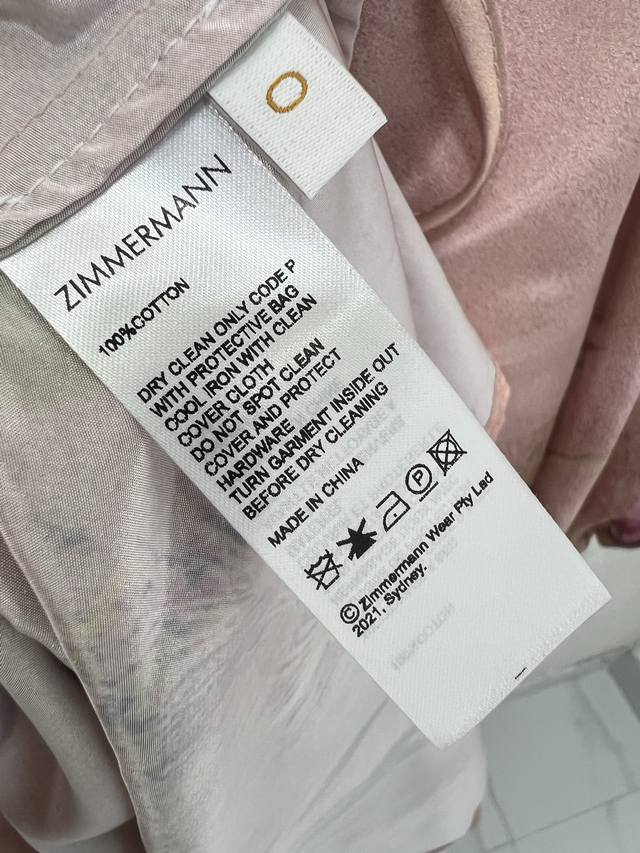 0
ZIMMERMANN
100%COTTON
DRY CLEAN ONLY CODE P
WITH PROTECTIVE BAG
COOL IRON WITH CLEAN
COVER CLOTH
DO NOT SPOT CLEAN
COVER AND PROTECT
HARDWARE
TURN GARMENT INSIDE OUT
BEFORE DRY CLEANING
MADE IN CHINA
P
©Zimmermann Wear Pty Lad
2021, Sydney.